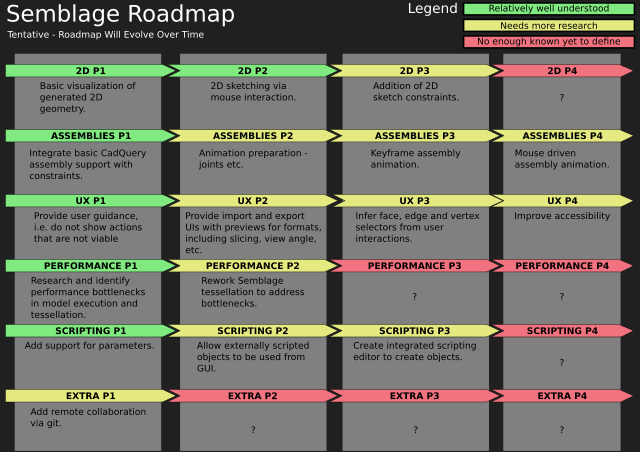 Semblage Roadmap
Tentative - Roadmap Will Evolve Over Time
Legend
Relatively well understood
Needs more research
No enough known yet to define
2D P1
2D P2
2D P3
2D P4
Basic visualization of
generated 2D
geometry.
2D sketching via
mouse interaction.
Addition of 2D
sketch constraints.
?
ASSEMBLIES P1
ASSEMBLIES P2
ASSEMBLIES P3
ASSEMBLIES P4
Integrate basic CadQuery
assembly support with
constraints.
Animation preparation -
joints etc.
Keyframe assembly
animation.
Mouse driven
assembly animation.
UX P1
UX P2
UX P3
UX P4
Provide user guidance,
i.e. do not show actions
that are not viable
Provide import and export
UIs with previews for formats,
including slicing, view angle,
etc.
Infer face, edge and vertex
selectors from user
interactions.
Improve accessibility
PERFORMANCE P1
PERFORMANCE P2
PERFORMANCE P3
PERFORMANCE P4
Research and identify
performance bottlenecks
in model execution and
tessellation.
Rework Semblage
tessellation to address
bottlenecks.
?
?
SCRIPTING P1
SCRIPTING P2
SCRIPTING P3
SCRIPTING P4
Add support for parameters.
Allow externally scripted
objects to be used from
GUI.
Create integrated scripting
editor to create objects.
?
EXTRA P1
EXTRA P2
EXTRA P3
EXTRA P4
Add remote collaboration
via git.
?
?
?